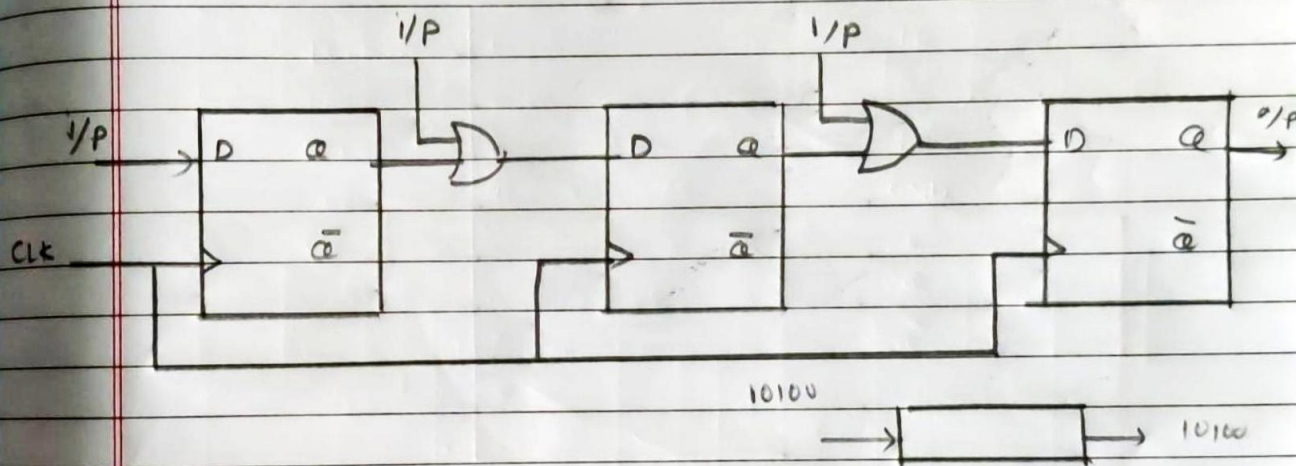 I/P I/P
I/P D Q D Q D Q O/P
CLK Q̅ Q̅ Q̅
10100
10100